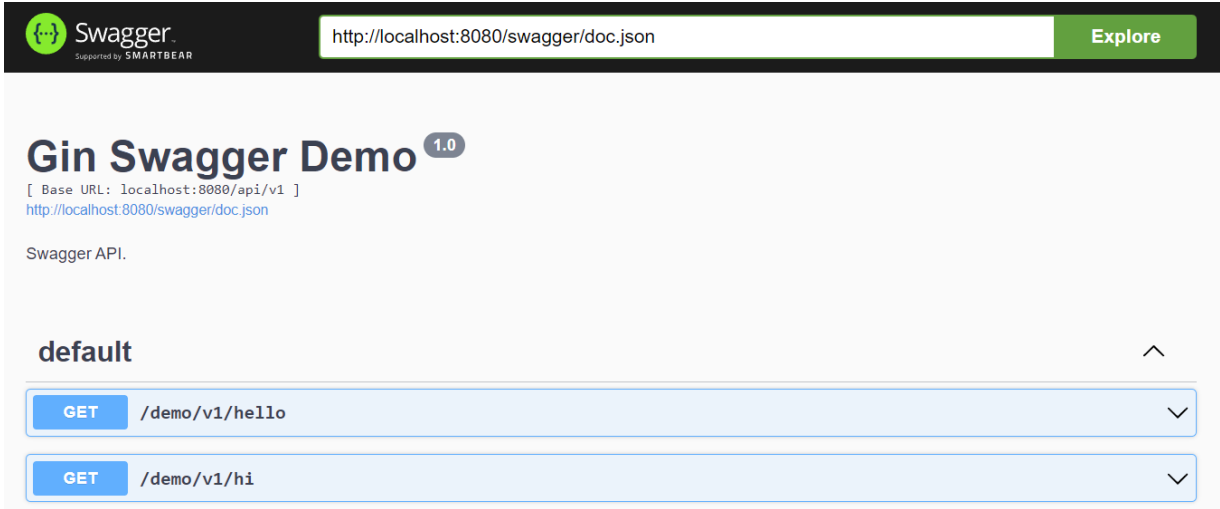 {··} Swagger™
Supported by SMARTBEAR
http://localhost:8080/swagger/doc.json
Explore
Gin Swagger Demo 1.0
[ Base URL: localhost:8080/api/v1 ]
http://localhost:8080/swagger/doc.json
Swagger API.
default
GET /demo/v1/hello
GET /demo/v1/hi